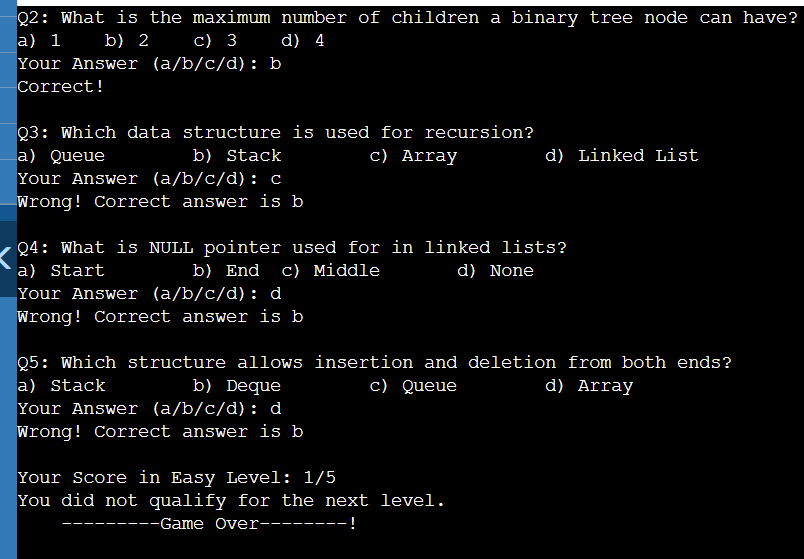 Q2: What is the maximum number of children a binary tree node can have?
a) 1    b) 2    c) 3    d) 4
Your Answer (a/b/c/d): b
Correct!
Q3: Which data structure is used for recursion?
a) Queue        b) Stack        c) Array        d) Linked List
Your Answer (a/b/c/d): c
Wrong! Correct answer is b
Q4: What is NULL pointer used for in linked lists?
a) Start        b) End  c) Middle       d) None
Your Answer (a/b/c/d): d
Wrong! Correct answer is b
Q5: Which structure allows insertion and deletion from both ends?
a) Stack        b) Deque        c) Queue        d) Array
Your Answer (a/b/c/d): d
Wrong! Correct answer is b
Your Score in Easy Level: 1/5
You did not qualify for the next level.
---------Game Over--------!